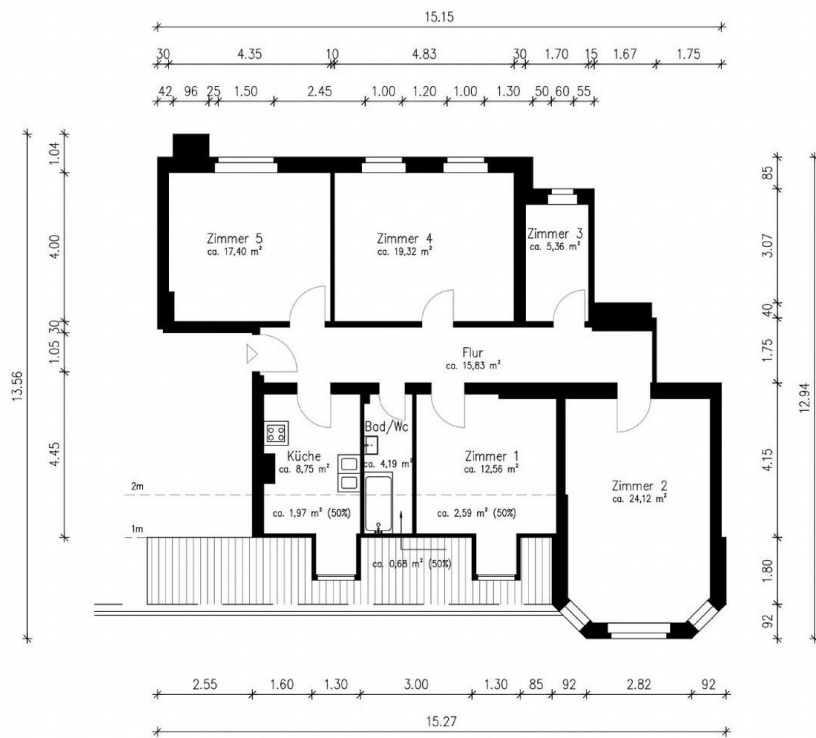 15.15
30 4.35 10 4.83 30 1.70 15 1.67 1.75
42 96 25 1.50 2.45 1.00 1.20 1.00 1.30 50 60 55
13.56
1.04
4.00
30
1.05
4.45
Zimmer 5
ca. 17,40 m²
Zimmer 4
ca. 19,32 m²
Zimmer 3
ca. 5,36 m²
Flur
ca. 15,83 m²
Küche
ca. 8,75 m²
Bad/Wc
ca. 4,19 m²
Zimmer 1
ca. 12,56 m²
Zimmer 2
ca. 24,12 m²
2m
ca. 1,97 m² (50%)
ca. 2,59 m² (50%)
1m
ca. 0,68 m² (50%)
85
3.07
40
1.75
4.15
1.80
92
12.94
2.55 1.60 1.30 3.00 1.30 85 92 2.82 92
15.27